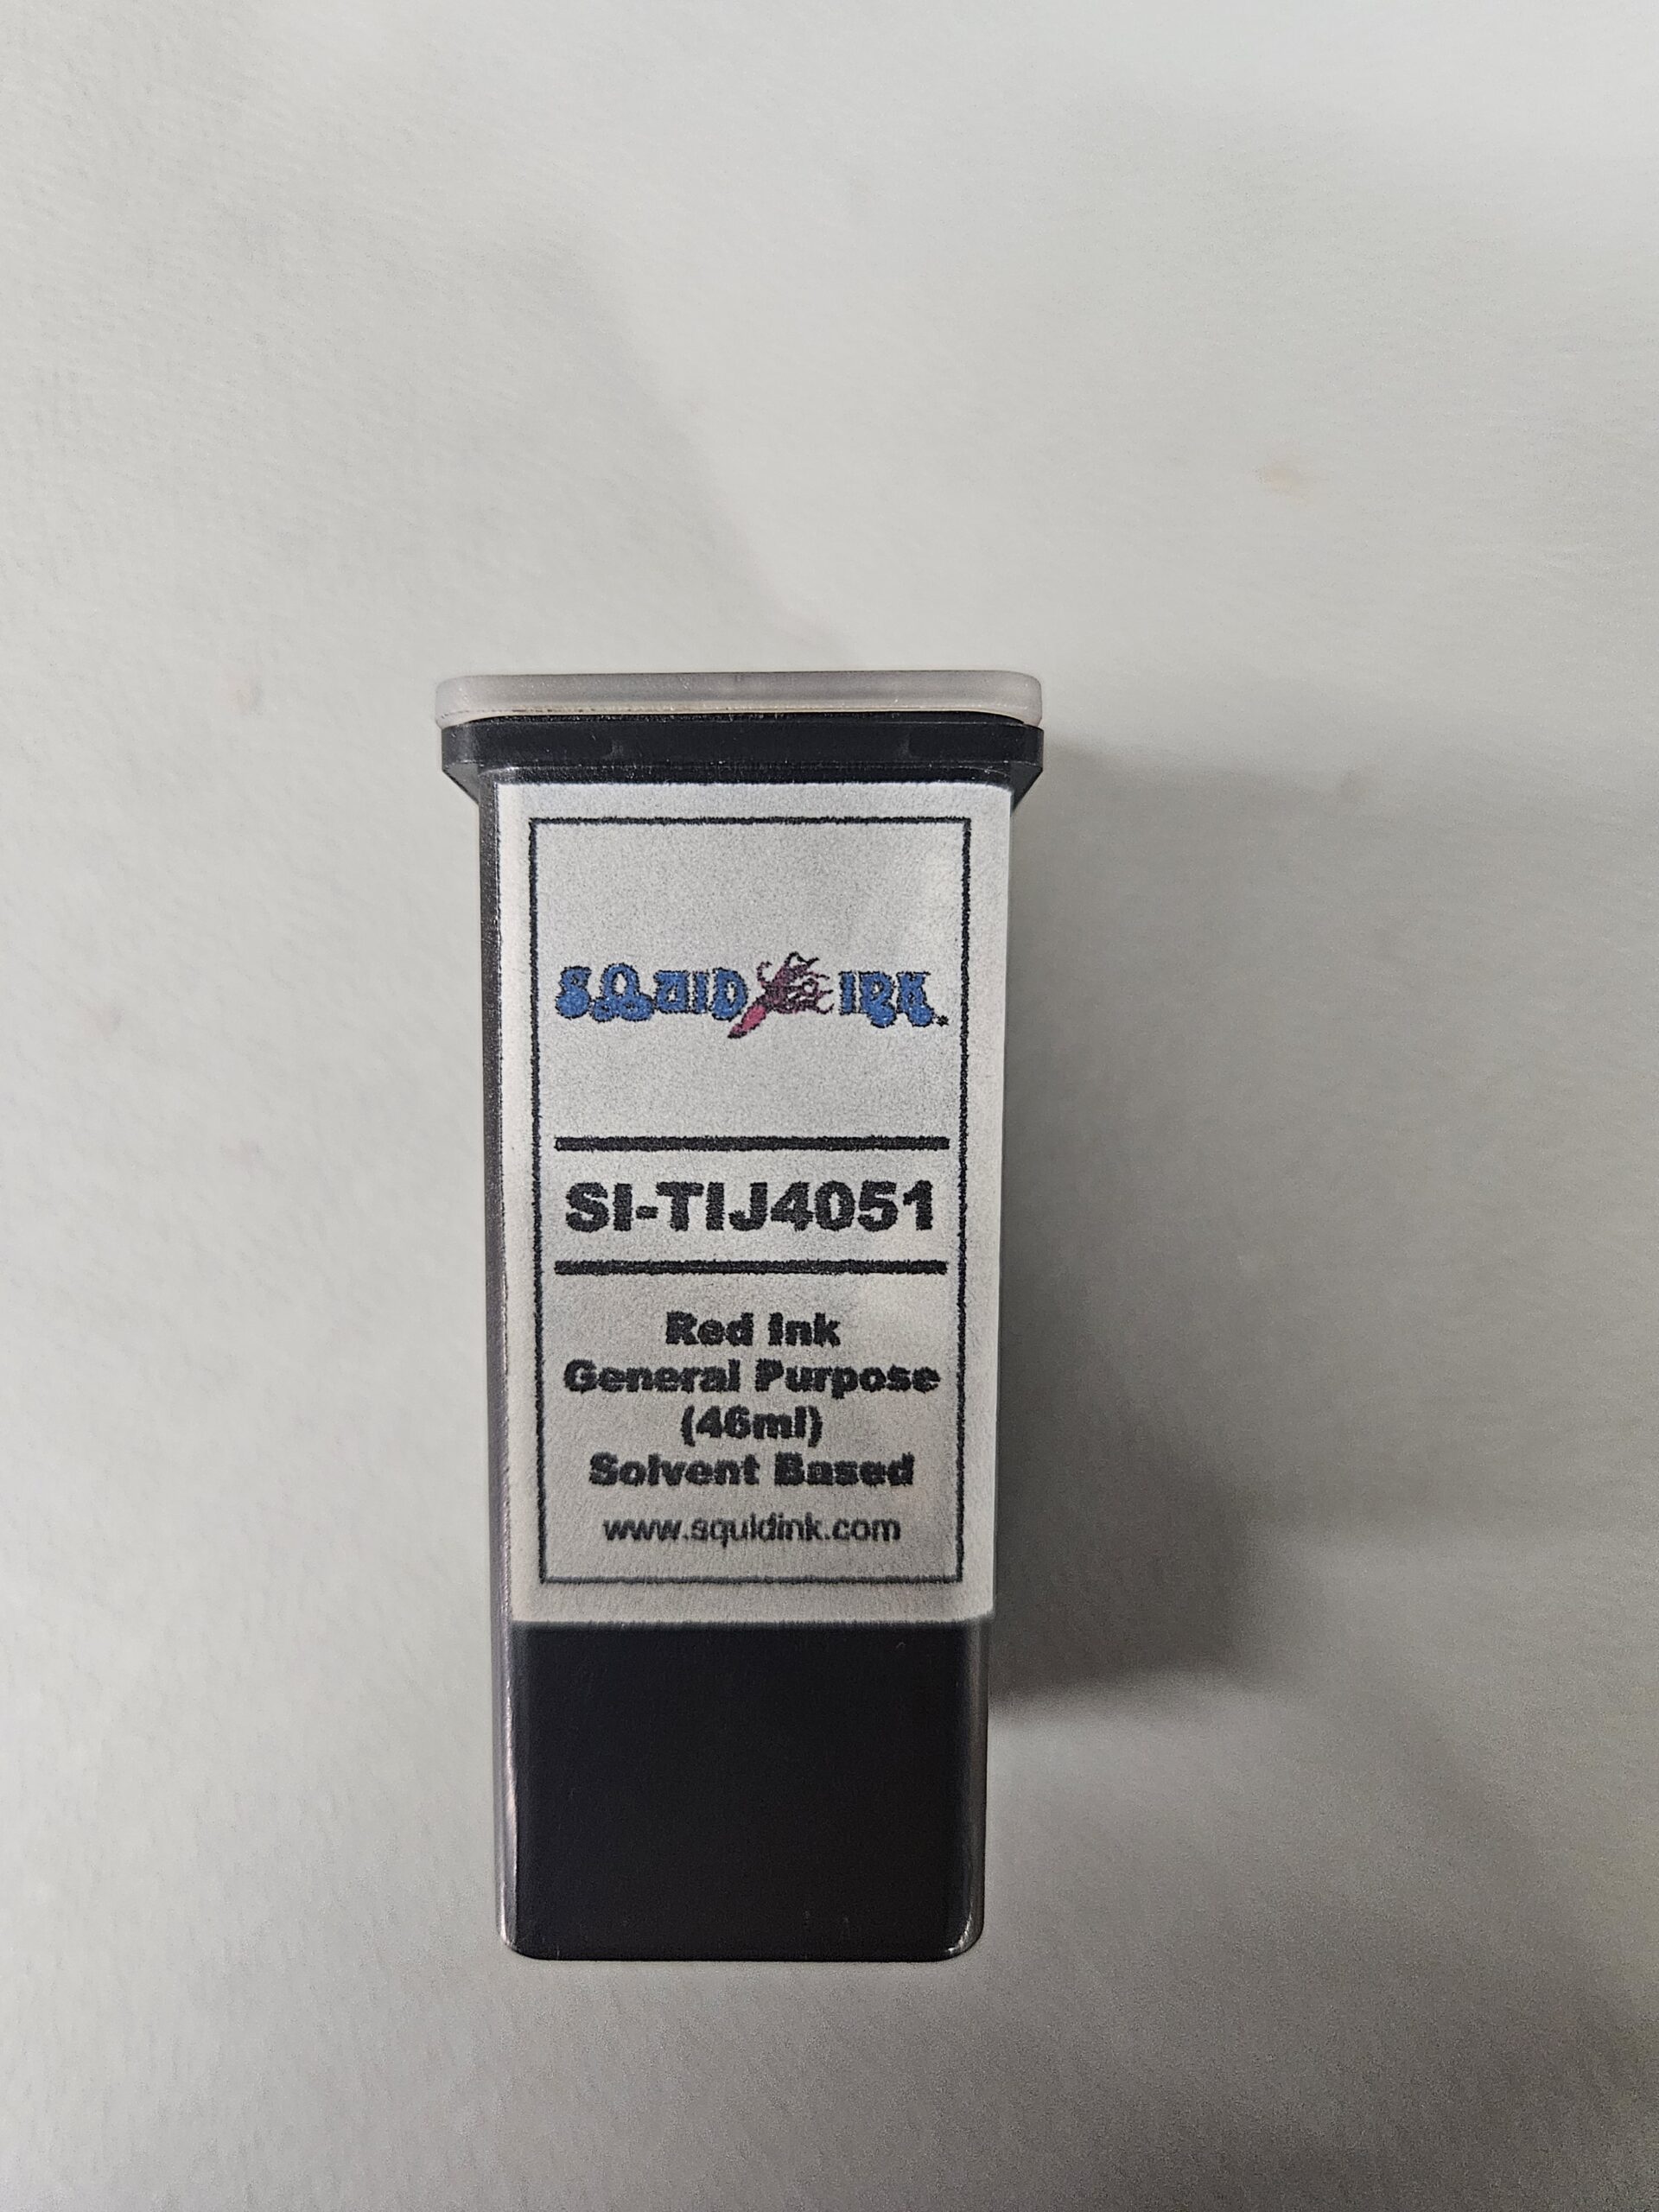 SQUID INK
SI-TIJ4051
Red Ink
General Purpose
(46ml)
Solvent Based
www.squidink.com